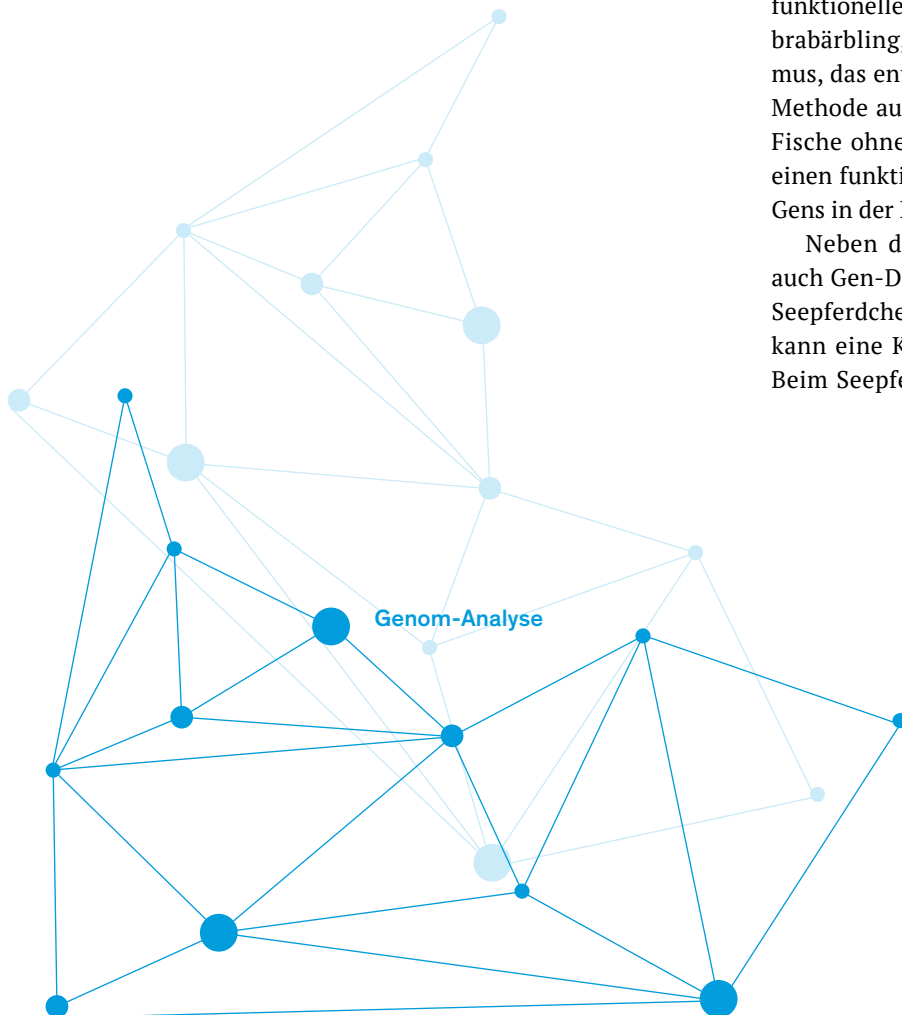 funktionelle
brabärbling,
mus, das ent
Methode au
Fische ohne
einen funkti
Gens in der
Neben d
auch Gen-D
Seepferdche
kann eine K
Beim Seepfe
Genom-Analyse